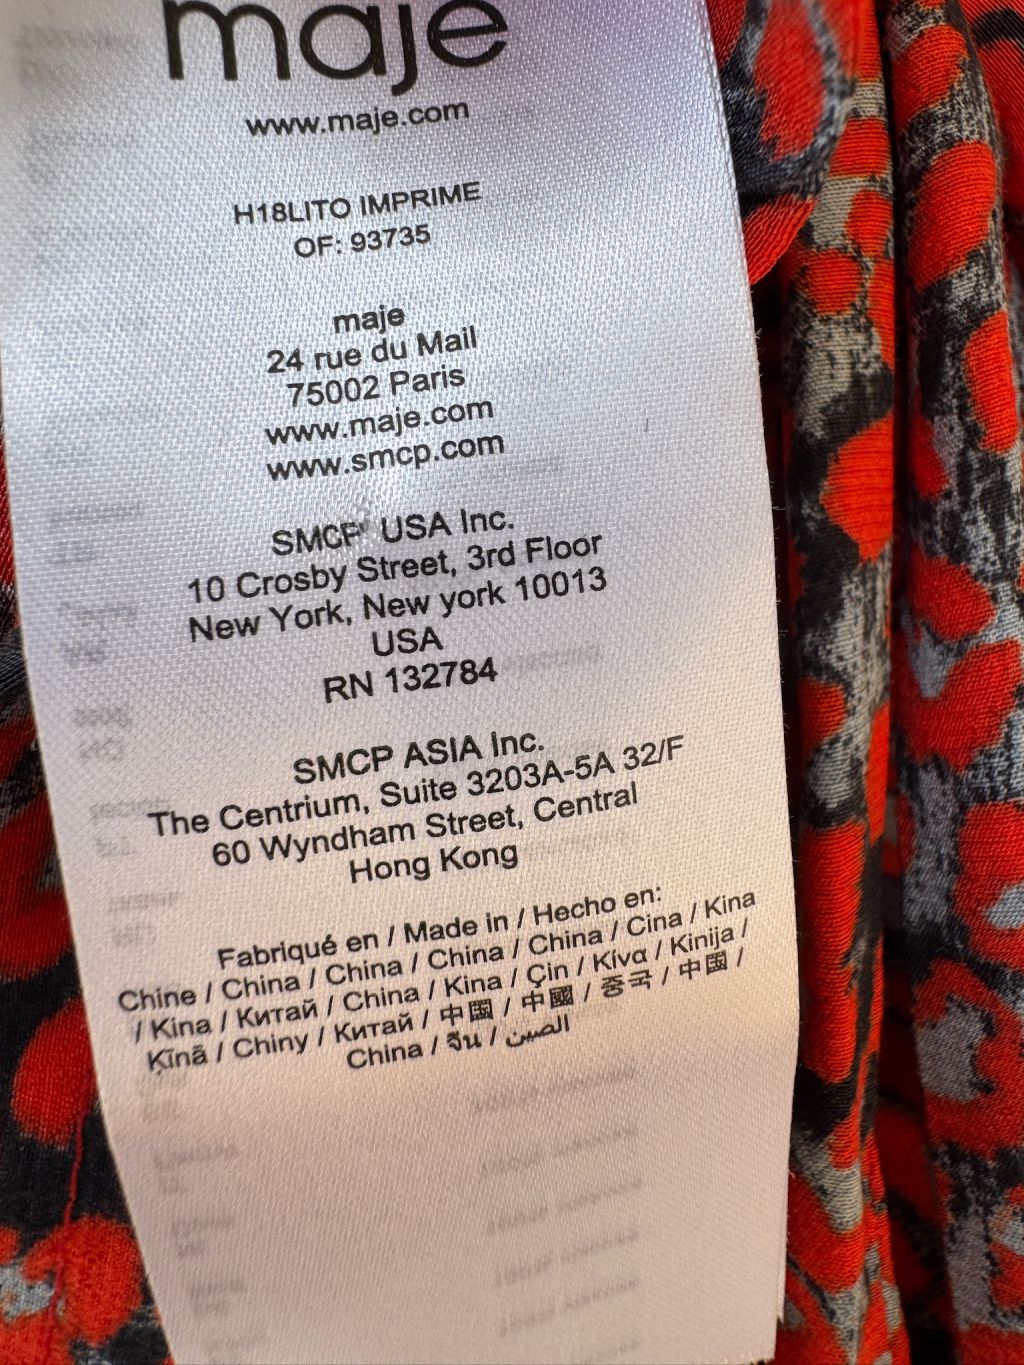 maje
www.maje.com
H18LITO IMPRIME
OF: 93735
maje
24 rue du Mail
75002 Paris
www.maje.com
www.smcp.com
SMCP USA Inc.
10 Crosby Street, 3rd Floor
New York, New york 10013
USA
RN 132784
SMCP ASIA Inc.
The Centrium, Suite 3203A-5A 32/F
60 Wyndham Street, Central
Hong Kong
Fabriqué en / Made in / Hecho en:
Chine / China / China / China / China / Cina / Kina
/ Kina / Китай / China / Kina / Çin / Κίνα / Kinija /
Ķīnā / Chiny / Китай / 中国 / 中國 / 중국 / 中国 /
China / จีน / الصين